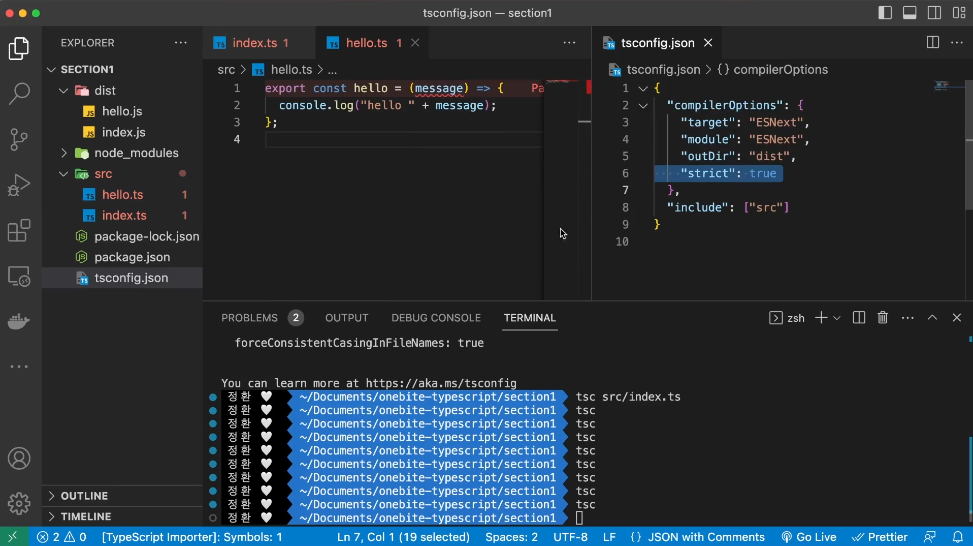 tsconfig.json — section1
EXPLORER
SECTION1
dist
hello.js
index.js
node_modules
src
hello.ts 1
index.ts 1
package-lock.json
package.json
tsconfig.json
OUTLINE
TIMELINE
index.ts 1
hello.ts 1
src > hello.ts > ...
1 export const hello = (message) => { Pa
2 console.log("hello " + message);
3 };
4
tsconfig.json
tsconfig.json > {} compilerOptions
1 {
2 "compilerOptions": {
3 "target": "ESNext",
4 "module": "ESNext",
5 "outDir": "dist",
6 "strict": true
7 },
8 "include": ["src"]
9 }
10
PROBLEMS 2 OUTPUT DEBUG CONSOLE TERMINAL zsh
forceConsistentCasingInFileNames: true
You can learn more at https://aka.ms/tsconfig
정환 🤍 ~/Documents/onebite-typescript/section1 tsc src/index.ts
정환 🤍 ~/Documents/onebite-typescript/section1 tsc
정환 🤍 ~/Documents/onebite-typescript/section1 tsc
정환 🤍 ~/Documents/onebite-typescript/section1 tsc
정환 🤍 ~/Documents/onebite-typescript/section1 tsc
정환 🤍 ~/Documents/onebite-typescript/section1 tsc
정환 🤍 ~/Documents/onebite-typescript/section1 tsc
정환 🤍 ~/Documents/onebite-typescript/section1 tsc
정환 🤍 ~/Documents/onebite-typescript/section1 tsc
정환 🤍 ~/Documents/onebite-typescript/section1
2 0 [TypeScript Importer]: Symbols: 1 Ln 7, Col 1 (19 selected) Spaces: 2 UTF-8 LF {} JSON with Comments Go Live Prettier